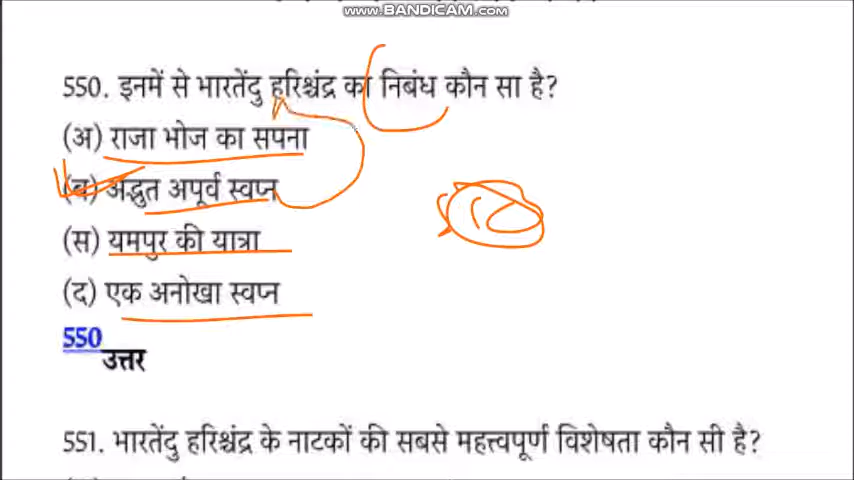 WWW.BANDICAM.COM
550. इनमें से भारतेंदु हरिश्चंद्र का निबंध कौन सा है?
(अ) राजा भोज का सपना
(ब) अद्भुत अपूर्व स्वप्न
(स) यमपुर की यात्रा
(द) एक अनोखा स्वप्न
550
उत्तर
551. भारतेंदु हरिश्चंद्र के नाटकों की सबसे महत्त्वपूर्ण विशेषता कौन सी है?